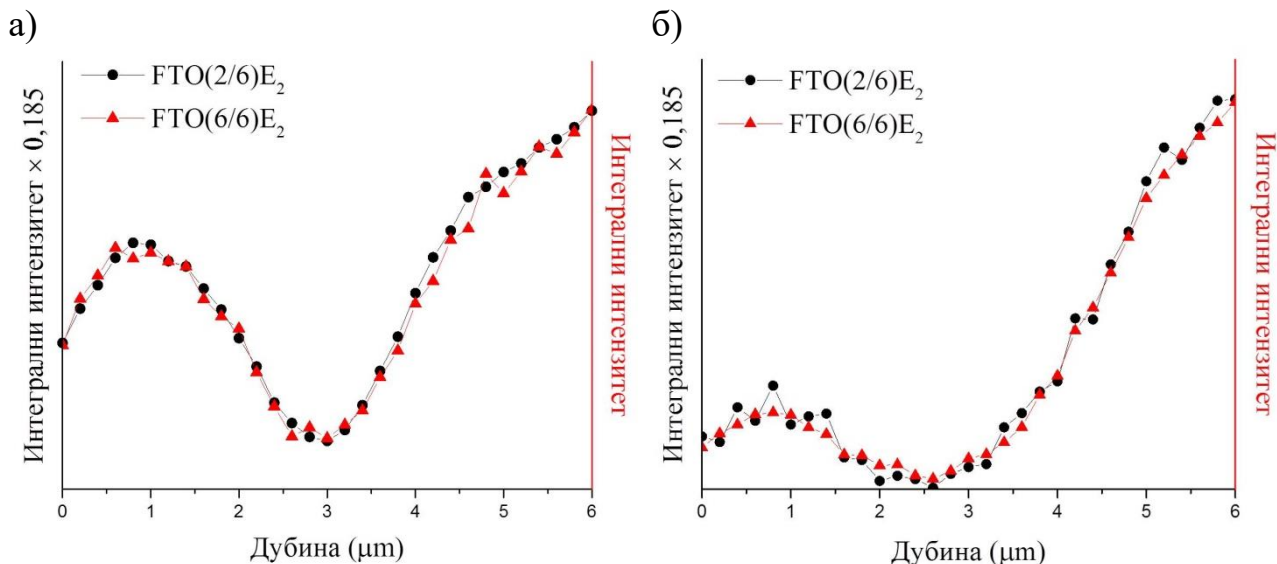 а)
FTO(2/6)E₂
FTO(6/6)E₂
Интегрални интензитет × 0,185
Интегрални интензитет
0 1 2 3 4 5 6
Дубина (μm)
б)
FTO(2/6)E₂
FTO(6/6)E₂
Интегрални интензитет × 0,185
Интегрални интензитет
0 1 2 3 4 5 6
Дубина (μm)